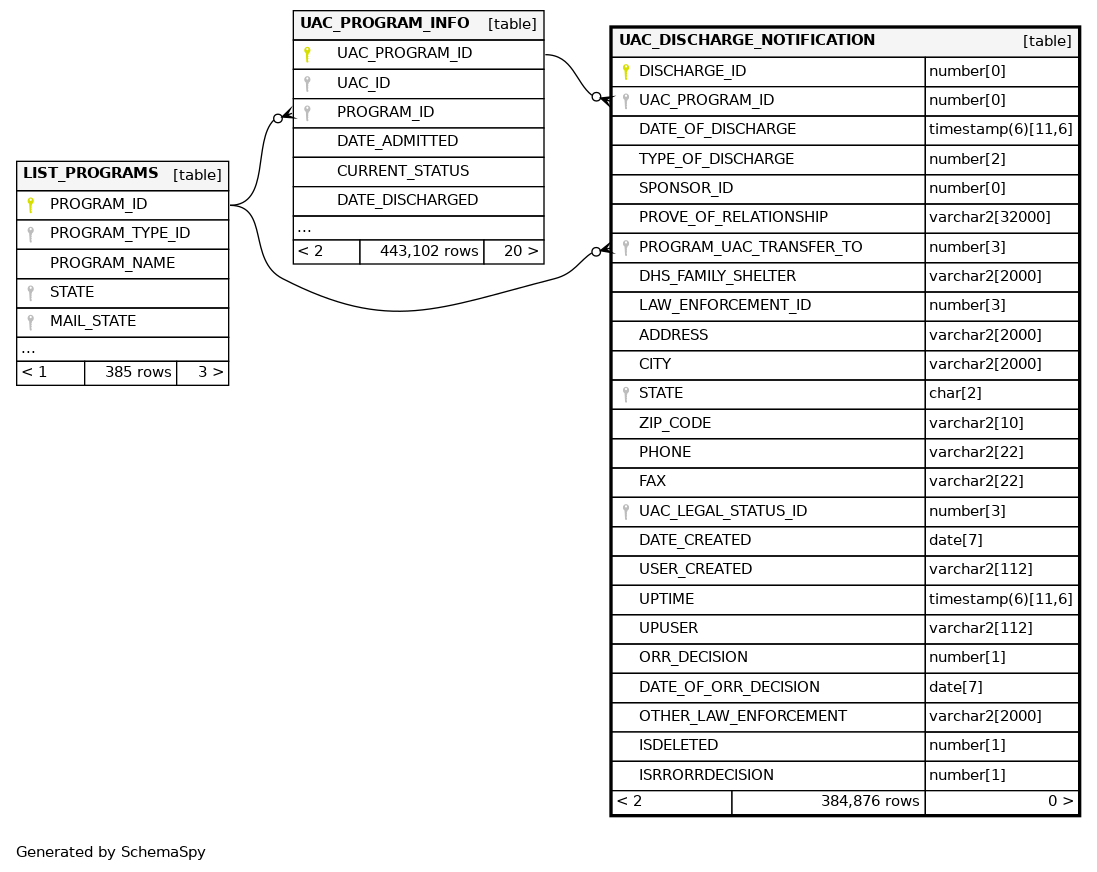 UAC_PROGRAM_INFO [table]
UAC_PROGRAM_ID
UAC_ID
PROGRAM_ID
DATE_ADMITTED
CURRENT_STATUS
DATE_DISCHARGED
...
< 2 443,102 rows 20 >
LIST_PROGRAMS [table]
PROGRAM_ID
PROGRAM_TYPE_ID
PROGRAM_NAME
STATE
MAIL_STATE
...
< 1 385 rows 3 >
UAC_DISCHARGE_NOTIFICATION [table]
DISCHARGE_ID number[0]
UAC_PROGRAM_ID number[0]
DATE_OF_DISCHARGE timestamp(6)[11,6]
TYPE_OF_DISCHARGE number[2]
SPONSOR_ID number[0]
PROVE_OF_RELATIONSHIP varchar2[32000]
PROGRAM_UAC_TRANSFER_TO number[3]
DHS_FAMILY_SHELTER varchar2[2000]
LAW_ENFORCEMENT_ID number[3]
ADDRESS varchar2[2000]
CITY varchar2[2000]
STATE char[2]
ZIP_CODE varchar2[10]
PHONE varchar2[22]
FAX varchar2[22]
UAC_LEGAL_STATUS_ID number[3]
DATE_CREATED date[7]
USER_CREATED varchar2[112]
UPTIME timestamp(6)[11,6]
UPUSER varchar2[112]
ORR_DECISION number[1]
DATE_OF_ORR_DECISION date[7]
OTHER_LAW_ENFORCEMENT varchar2[2000]
ISDELETED number[1]
ISRRORRDECISION number[1]
< 2 384,876 rows 0 >
Generated by SchemaSpy